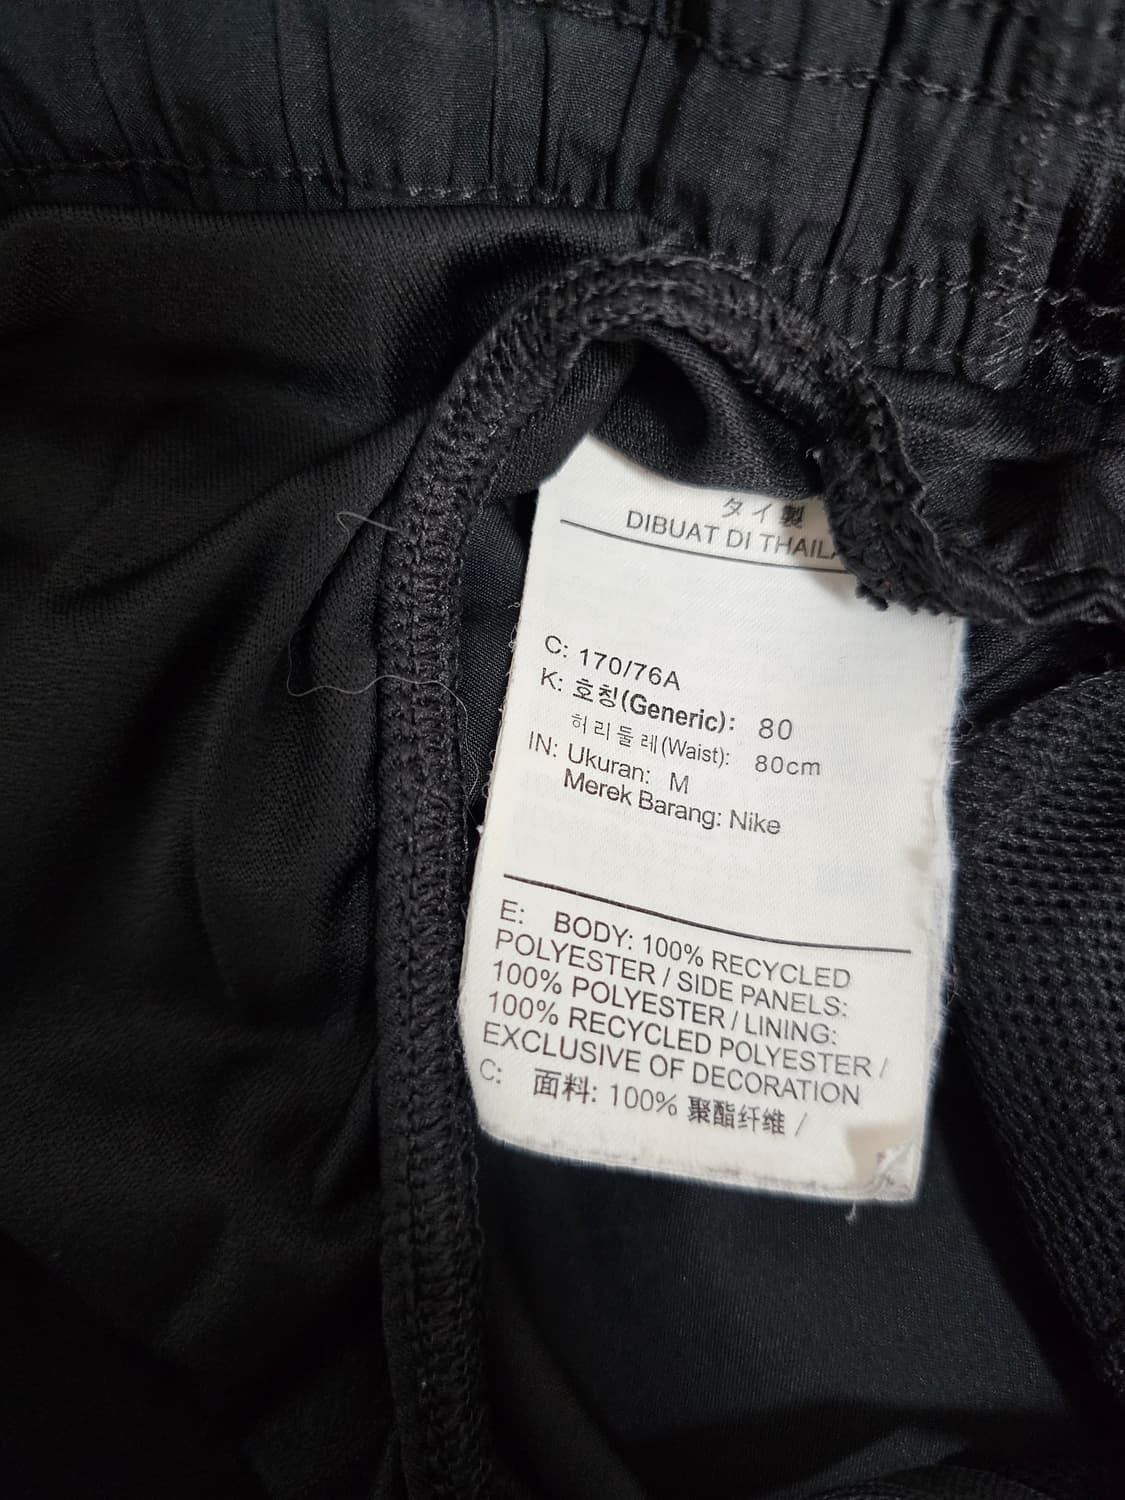 タイ製
DIBUAT DI
C: 170/76A
K: 호칭(Generic): 80
허리둘레(Waist): 80cm
IN: Ukuran: M
Merek Barang: Nike
E: BODY: 100% RECYCLED
POLYESTER / SIDE PANELS:
100% POLYESTER / LINING:
100% RECYCLED POLYESTER /
EXCLUSIVE OF DECORATION
C: 面料: 100% 聚酯纤维 /